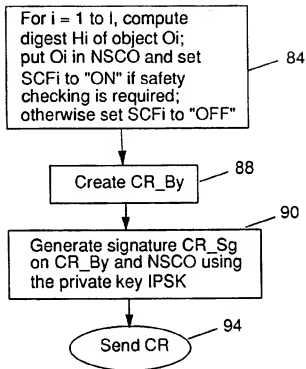 For i = 1 to I, compute
digest Hi of object Oi;
put Oi in NSCO and set
SCFi to "ON" if safety
checking is required;
otherwise set SCFi to "OFF"
84
Create CR_By
88
90
Generate signature CR_Sg
on CR_By and NSCO using
the private key IPSK
94
Send CR